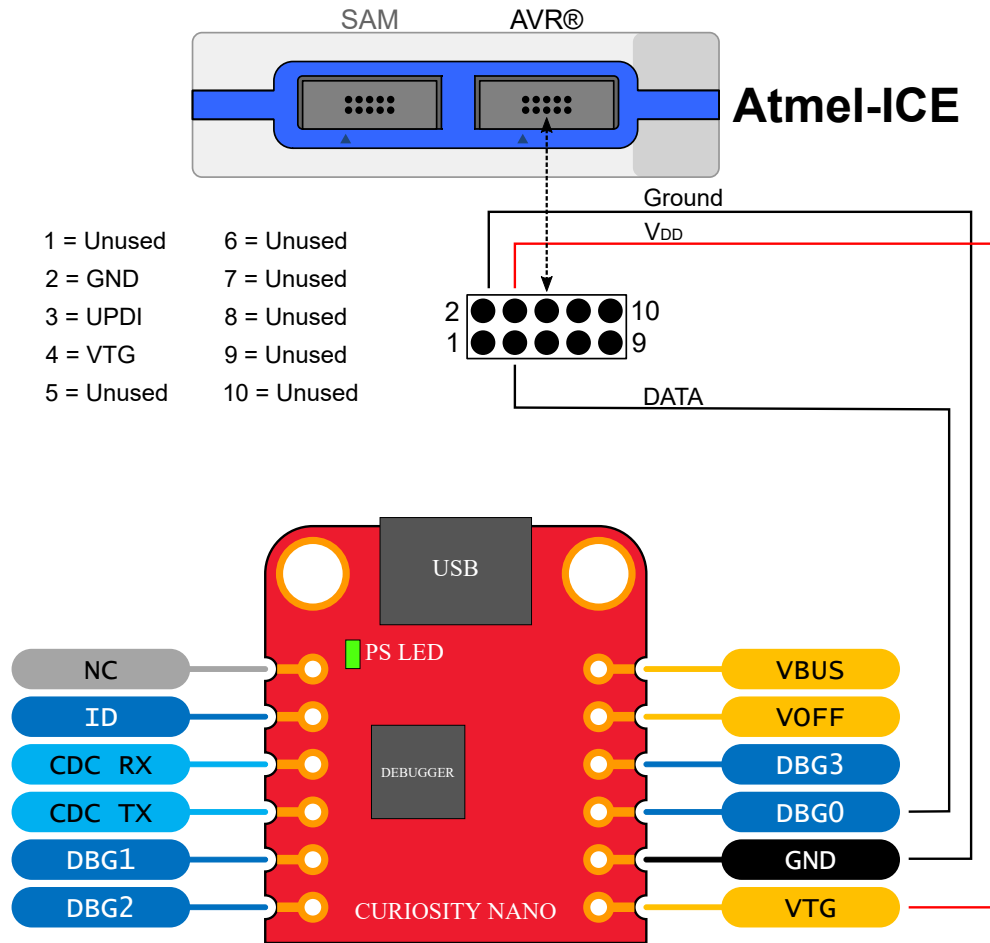 SAM AVR®
Atmel-ICE
Ground
VDD
1 = Unused 6 = Unused
2 = GND 7 = Unused
3 = UPDI 8 = Unused
4 = VTG 9 = Unused
5 = Unused 10 = Unused
2 10
1 9
DATA
USB
PS LED
NC VBUS
ID VOFF
CDC RX DEBUGGER DBG3
CDC TX DBG0
DBG1 GND
DBG2 CURIOSITY NANO VTG